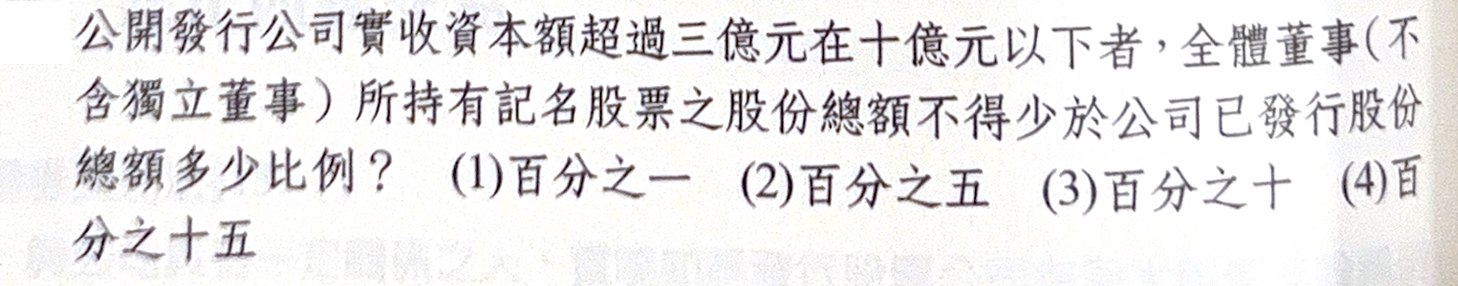 公開發行公司實收資本額超過三億元在十億元以下者，全體董事（不
含獨立董事）所持有記名股票之股份總額不得少於公司已發行股份
總額多少比例？　(1)百分之一　(2)百分之五　(3)百分之十　(4)百
分之十五